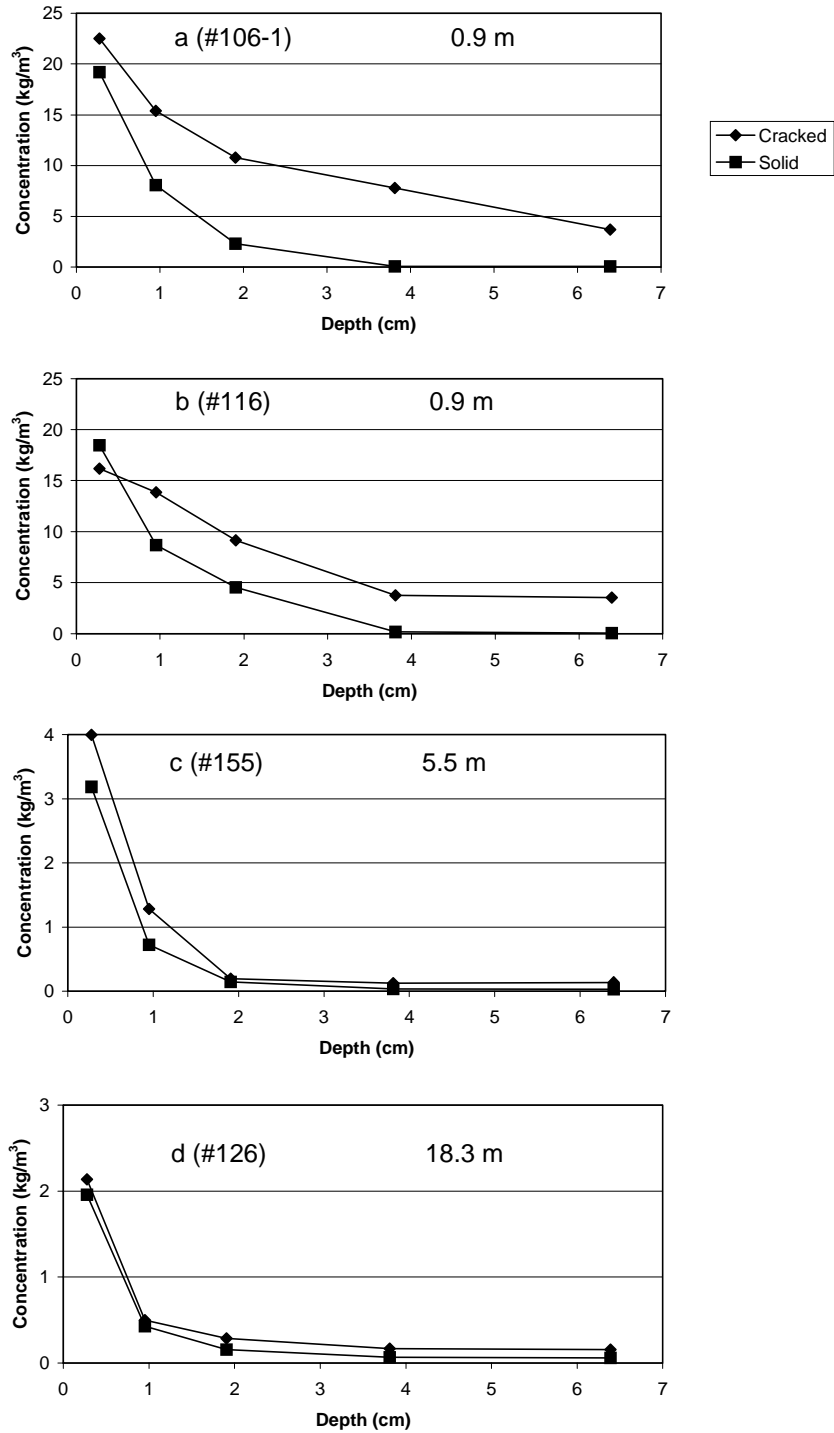 a (#106-1) 0.9 m
Concentration (kg/m³)
25
20
15
10
5
0
0 1 2 3 4 5 6 7
Depth (cm)
Cracked
Solid
b (#116) 0.9 m
Concentration (kg/m³)
25
20
15
10
5
0
0 1 2 3 4 5 6 7
Depth (cm)
c (#155) 5.5 m
Concentration (kg/m³)
4
3
2
1
0
0 1 2 3 4 5 6 7
Depth (cm)
d (#126) 18.3 m
Concentration (kg/m³)
3
2
1
0
0 1 2 3 4 5 6 7
Depth (cm)